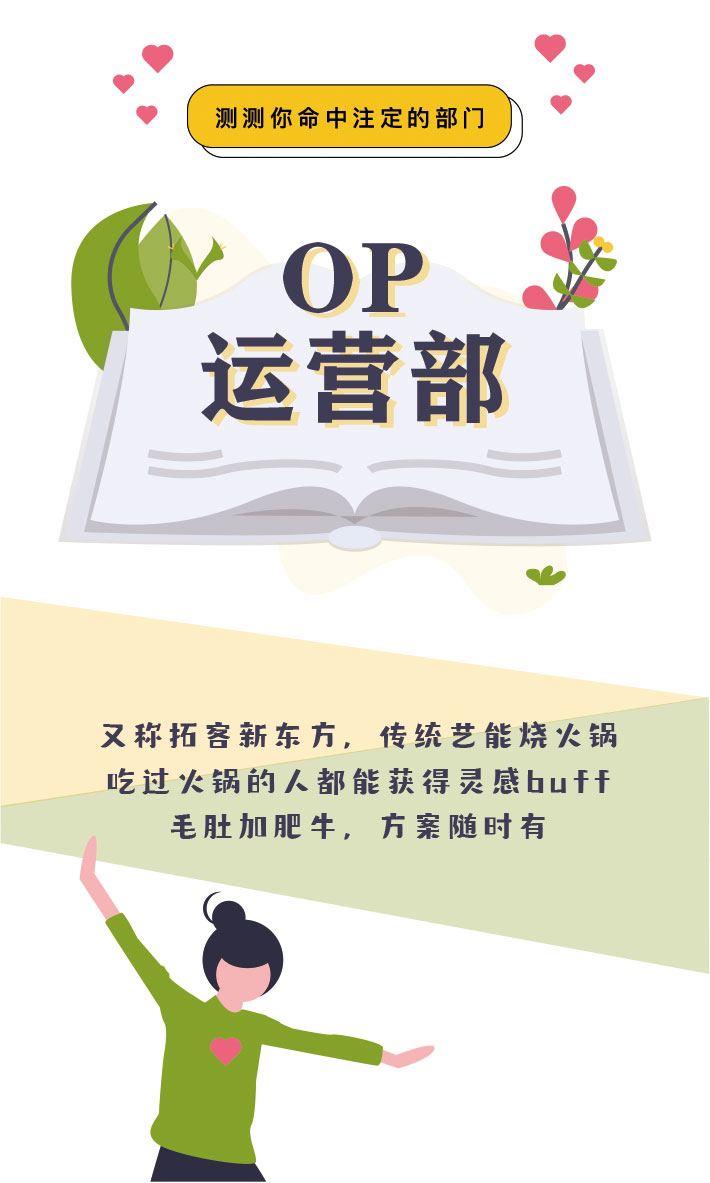 测测你命中注定的部门
OP
运营部
又称拓客新东方，传统艺能烧火锅
吃过火锅的人都能获得灵感buff
毛肚加肥牛，方案随时有